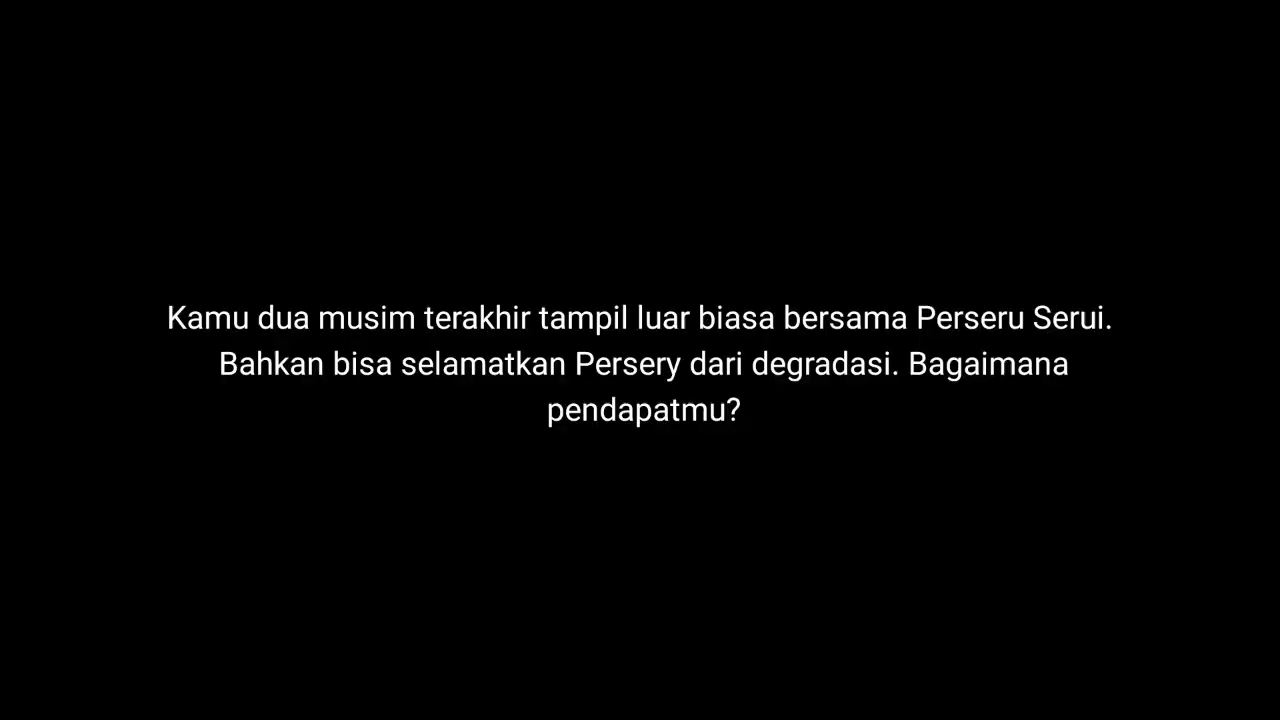 Kamu dua musim terakhir tampil luar biasa bersama Perseru Serui.
Bahkan bisa selamatkan Persery dari degradasi. Bagaimana
pendapatmu?